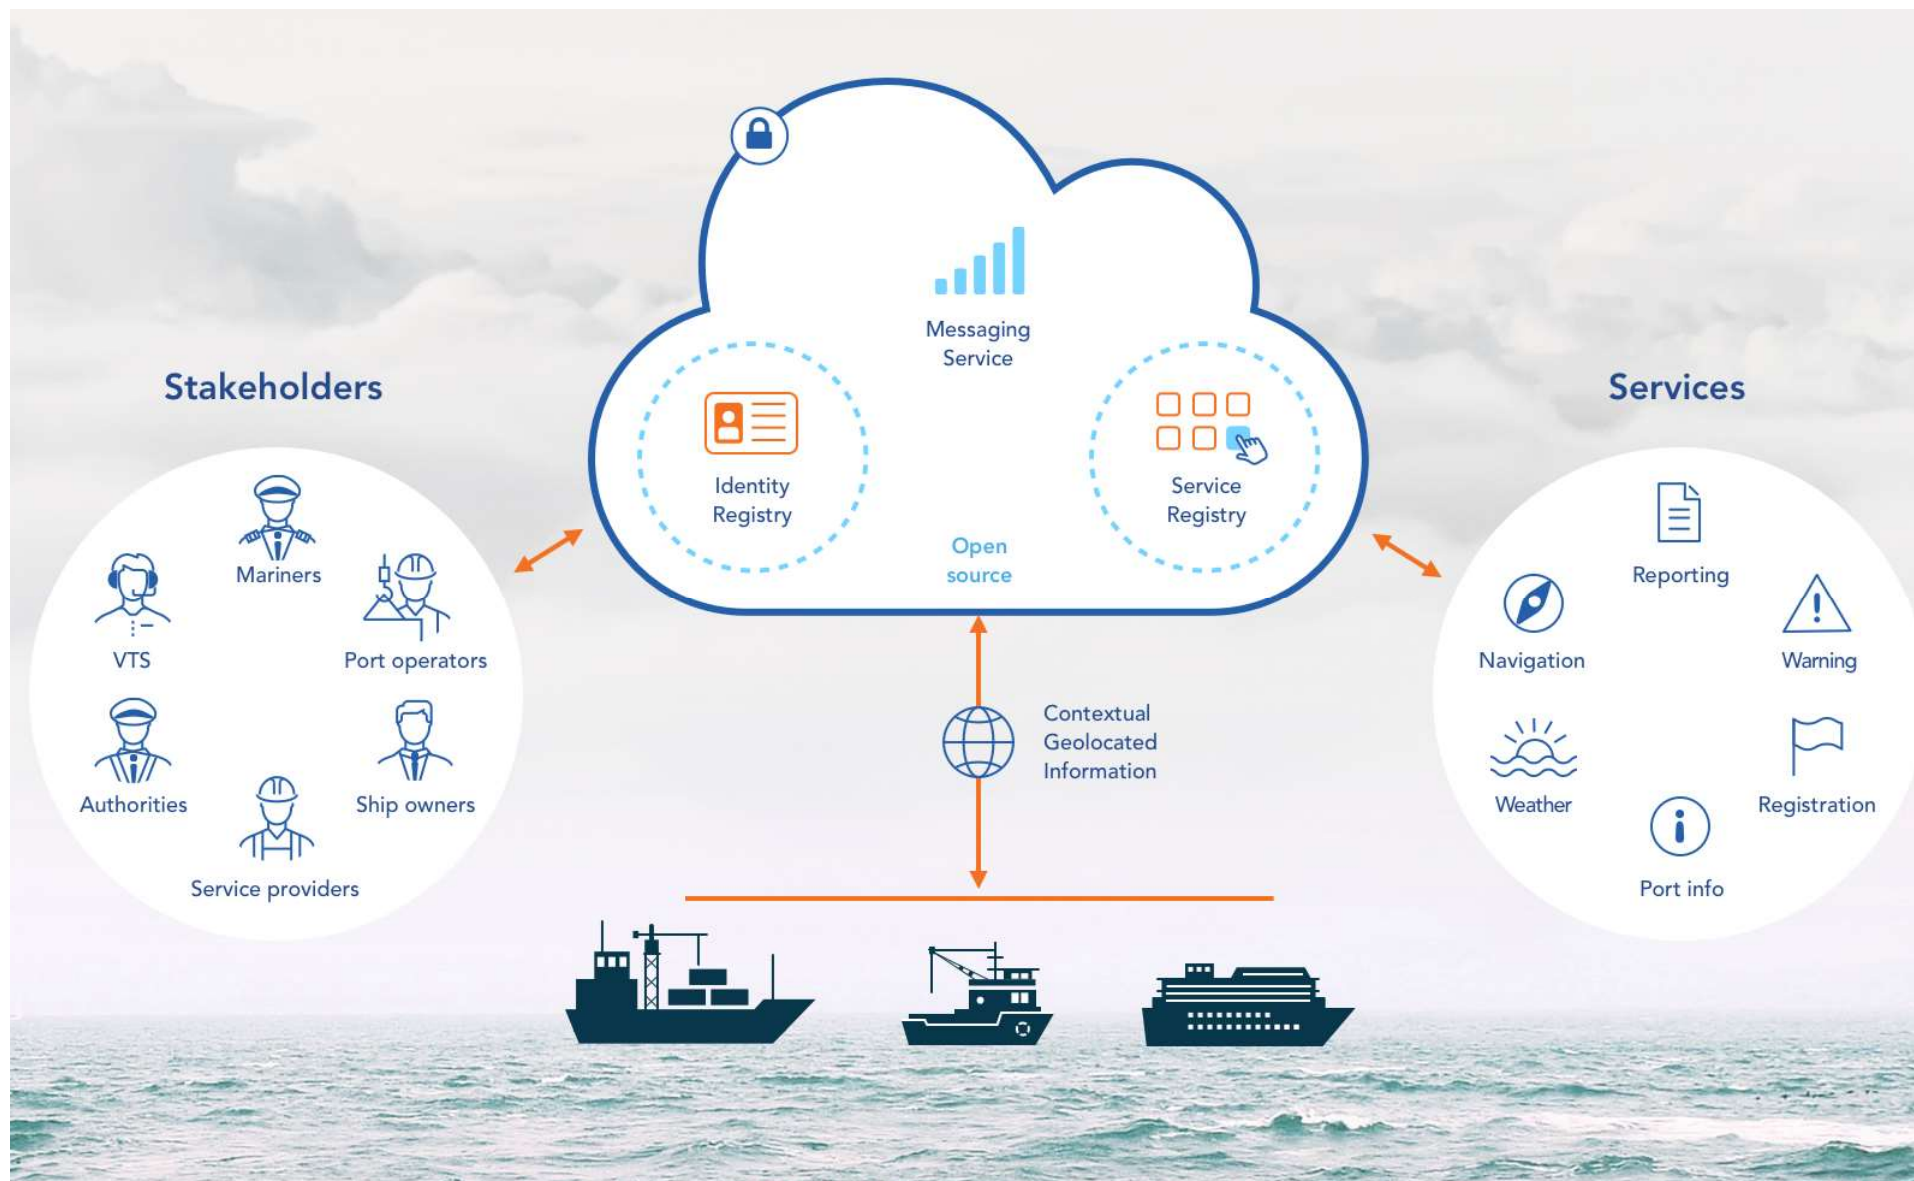 Messaging
Service
Stakeholders
Services
Identity
Registry
Service
Registry
Open
source
Mariners
VTS
Port operators
Authorities
Ship owners
Service providers
Reporting
Navigation
Warning
Weather
Registration
Port info
Contextual
Geolocated
Information